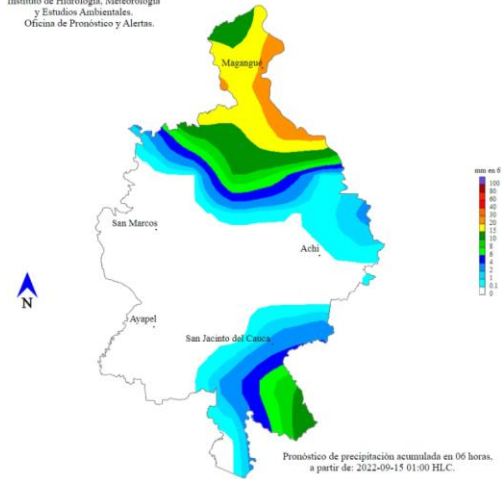 Instituto de Hidrología, Meteorología
y Estudios Ambientales.
Oficina de Pronóstico y Alertas.
Magangué
San Marcos
Achi
Ayapel
San Jacinto del Cauca
N
mm en 6
100
80
60
40
30
20
15
10
8
6
4
2
1
0.1
0
Pronóstico de precipitación acumulada en 06 horas,
a partir de: 2022-09-15 01:00 HLC.